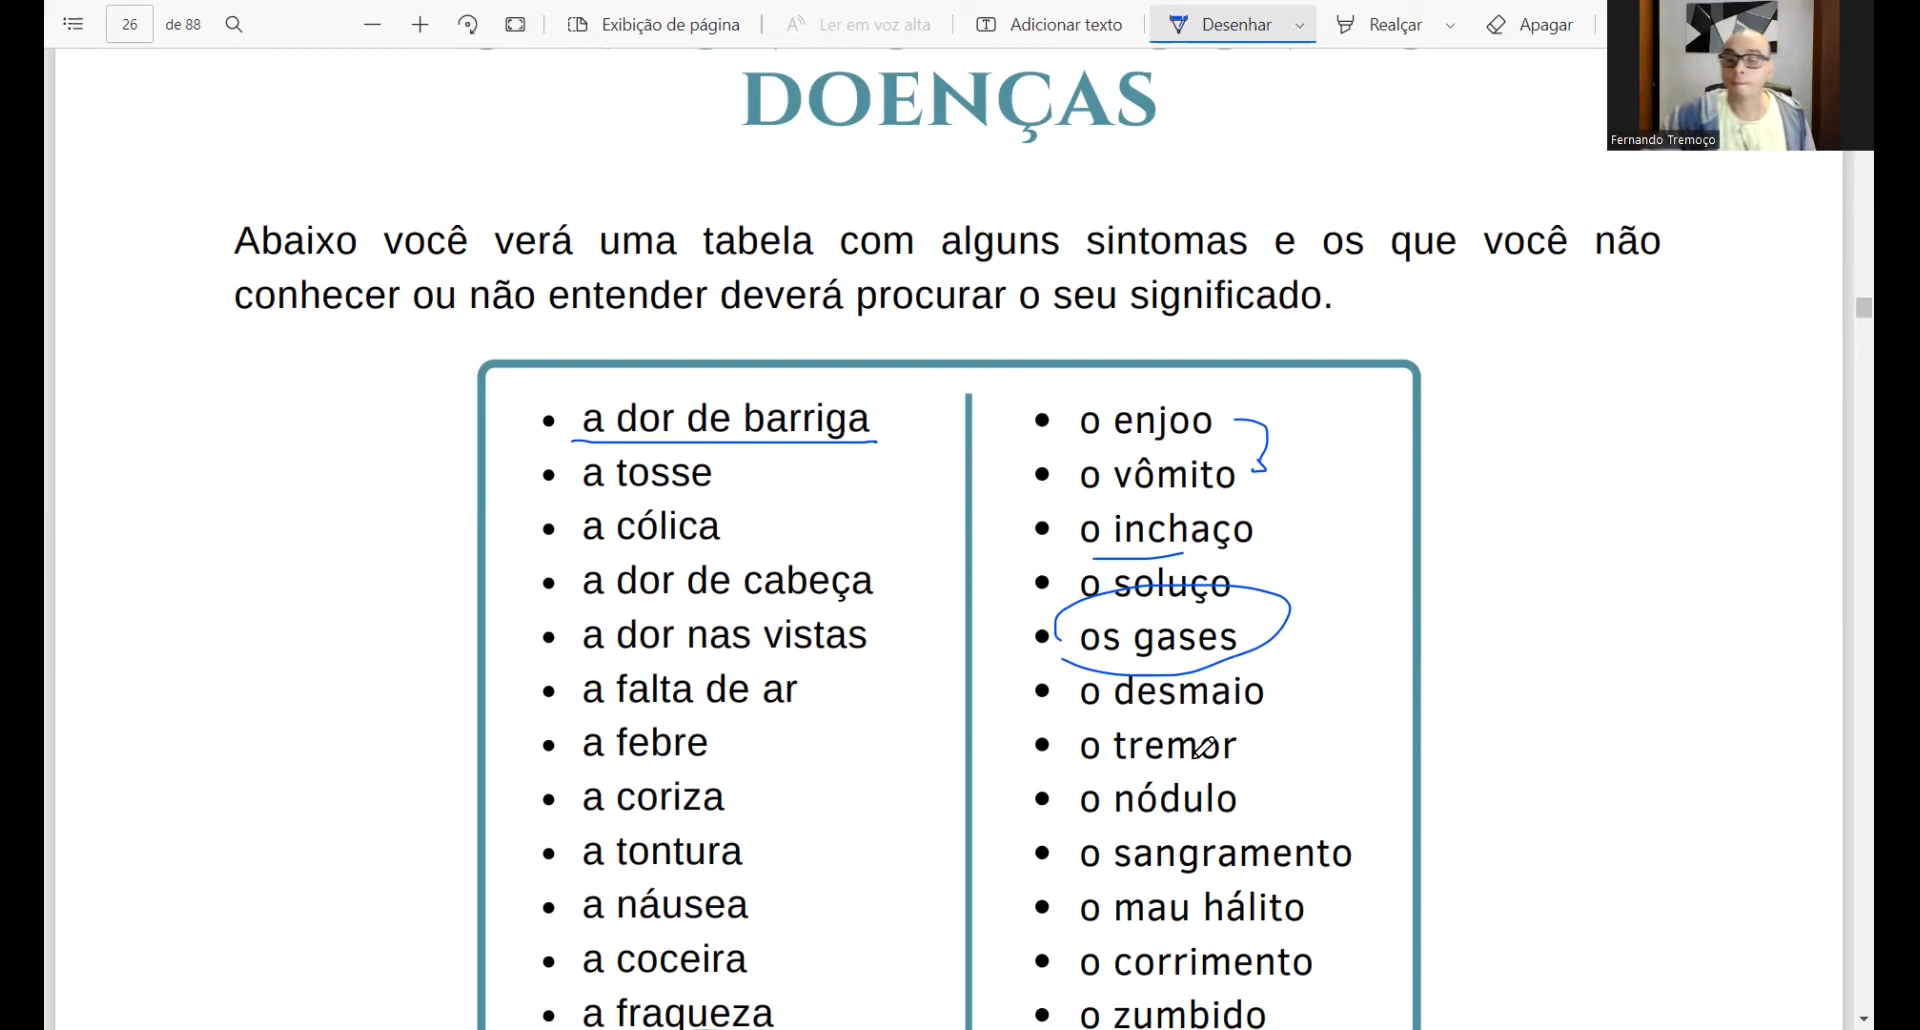 26 de 88 Exibição de página Ler em voz alta Adicionar texto Desenhar Realçar Apagar
Fernando Tremoço
DOENÇAS
Abaixo você verá uma tabela com alguns sintomas e os que você não
conhecer ou não entender deverá procurar o seu significado.
• a dor de barriga
• a tosse
• a cólica
• a dor de cabeça
• a dor nas vistas
• a falta de ar
• a febre
• a coriza
• a tontura
• a náusea
• a coceira
• a fraqueza
• o enjoo
• o vômito
• o inchaço
• o soluço
• os gases
• o desmaio
• o tremor
• o nódulo
• o sangramento
• o mau hálito
• o corrimento
• o zumbido